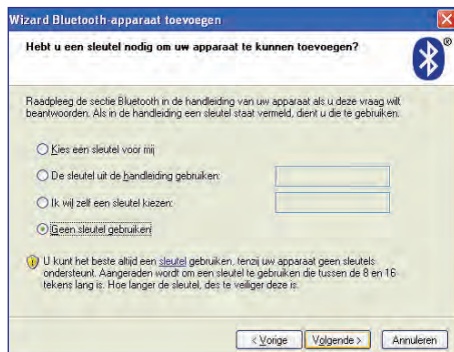 Wizard Bluetooth-apparaat toevoegen
Hebt u een sleutel nodig om uw apparaat te kunnen toevoegen?
®
Raadpleeg de sectie Bluetooth in de handleiding van uw apparaat als u deze vraag wilt
beantwoorden. Als in de handleiding een sleutel staat vermeld, dient u die te gebruiken.
Kies een sleutel voor mij
De sleutel uit de handleiding gebruiken:
Ik wil zelf een sleutel kiezen:
Geen sleutel gebruiken
U kunt het beste altijd een sleutel gebruiken, tenzij uw apparaat geen sleutels
ondersteunt. Aangeraden wordt om een sleutel te gebruiken die tussen de 8 en 16
tekens lang is. Hoe langer de sleutel, des te veiliger deze is.
< Vorige Volgende > Annuleren